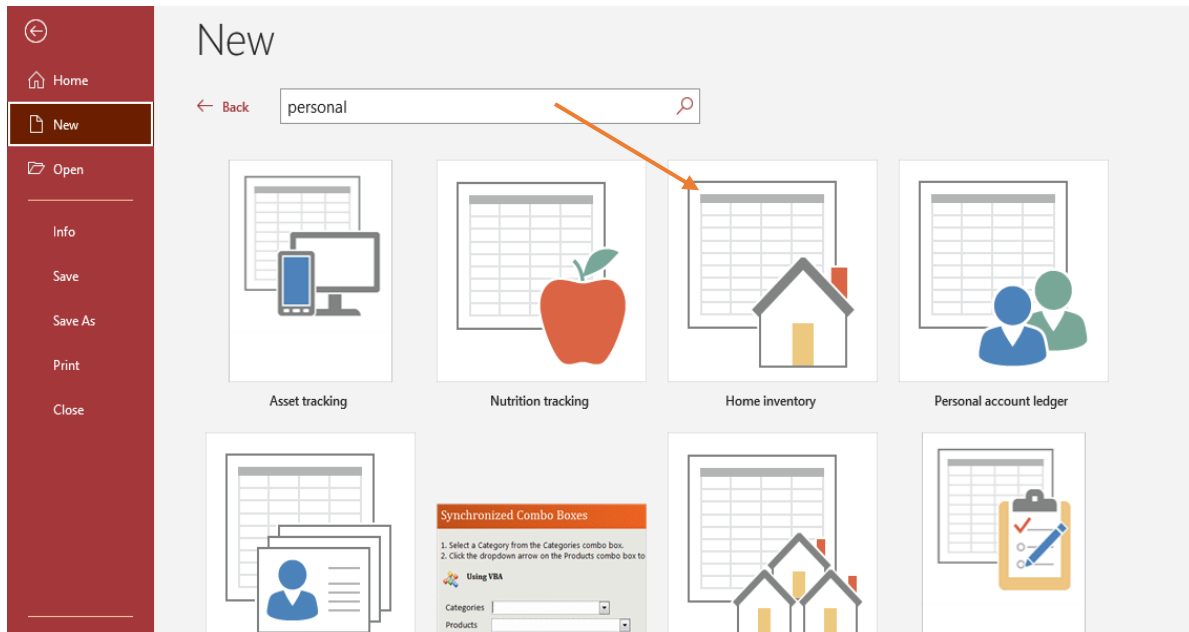 New
Home
New
Open
Info
Save
Save As
Print
Close
Back
personal
Asset tracking
Nutrition tracking
Home inventory
Personal account ledger
Synchronized Combo Boxes
1. Select a Category from the Categories combo box.
2. Click the dropdown arrow on the Products combo box to
Using VBA
Categories
Products